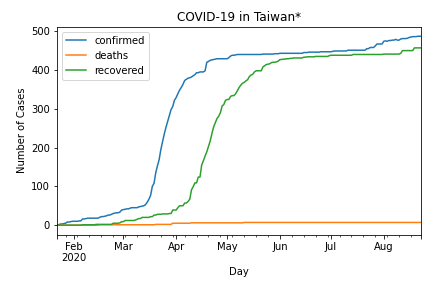 COVID-19 in Taiwan*
confirmed
deaths
recovered
Number of Cases
500
400
300
200
100
0
Feb Mar Apr May Jun Jul Aug
2020
Day